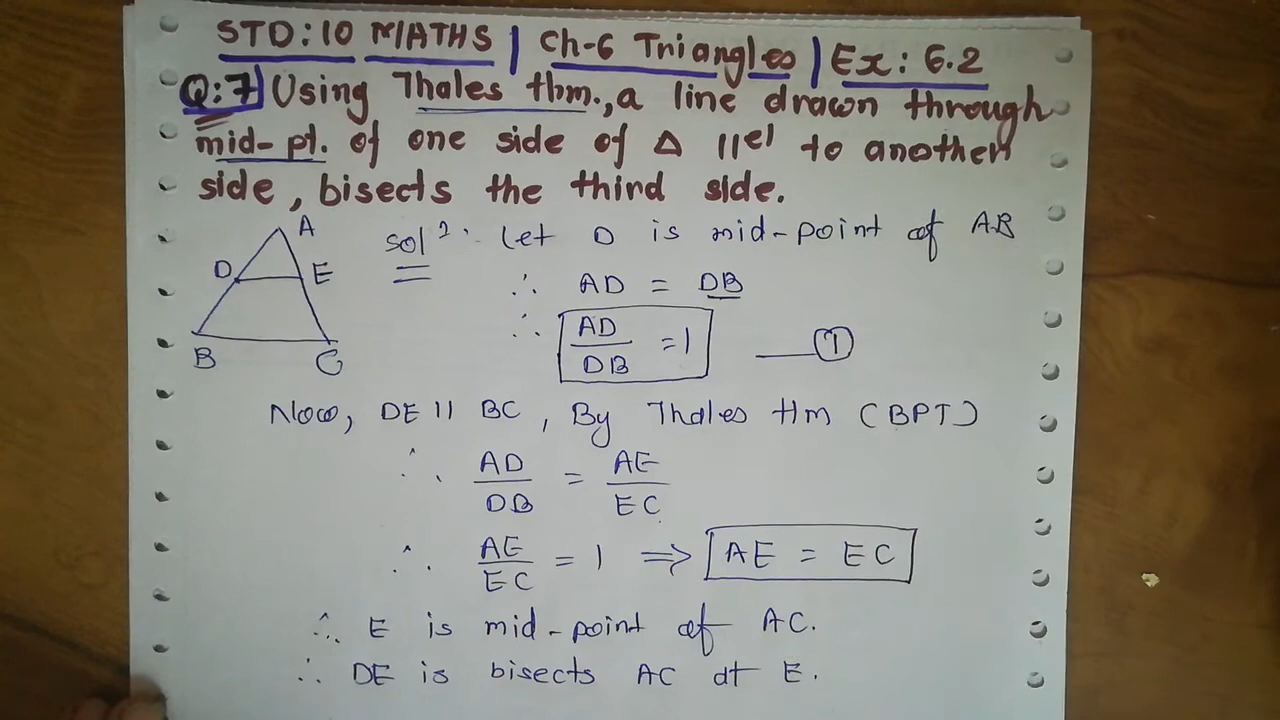 STD:10 MATHS | Ch-6 Triangles | Ex: 6.2
Q:7 Using Thales thm., a line drawn through
mid-pt. of one side of Δ ||el to another
side, bisects the third side.
A
D E
B C
Soln. Let D is mid-point of AB
∴ AD = DB
∴ AD/DB = 1 —— ①
Now, DE || BC, By Thales thm (BPT)
∴ AD/DB = AE/EC
∴ AE/EC = 1 ⇒ AE = EC
∴ E is mid-point of AC.
∴ DE is bisects AC at E.